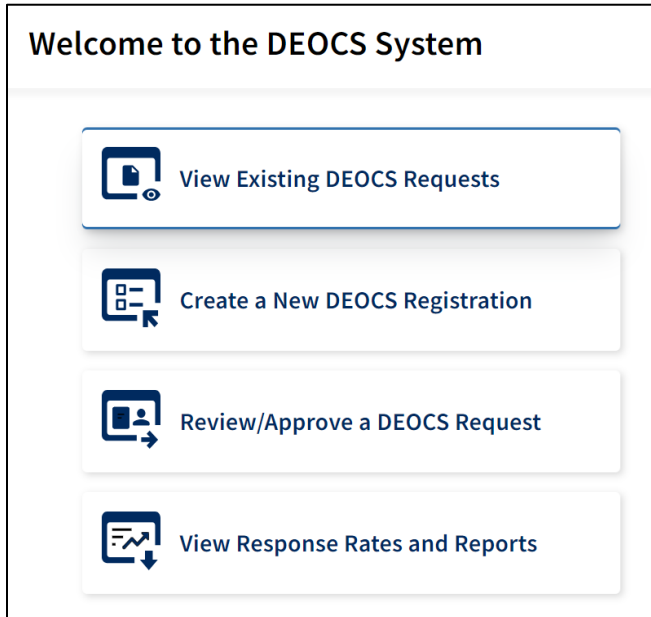 Welcome to the DEOCS System
View Existing DEOCS Requests
Create a New DEOCS Registration
Review/Approve a DEOCS Request
View Response Rates and Reports